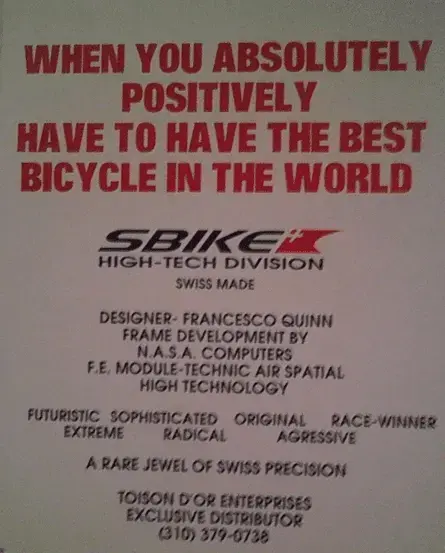 WHEN YOU ABSOLUTELY
POSITIVELY
HAVE TO HAVE THE BEST
BICYCLE IN THE WORLD
SBIKE
HIGH-TECH DIVISION
SWISS MADE
DESIGNER- FRANCESCO QUINN
FRAME DEVELOPMENT BY
N.A.S.A. COMPUTERS
F.E. MODULE-TECHNIC AIR SPATIAL
HIGH TECHNOLOGY
FUTURISTIC SOPHISTICATED ORIGINAL RACE-WINNER
EXTREME RADICAL AGRESSIVE
A RARE JEWEL OF SWISS PRECISION
TOISON D'OR ENTERPRISES
EXCLUSIVE DISTRIBUTOR
(310) 379-0738